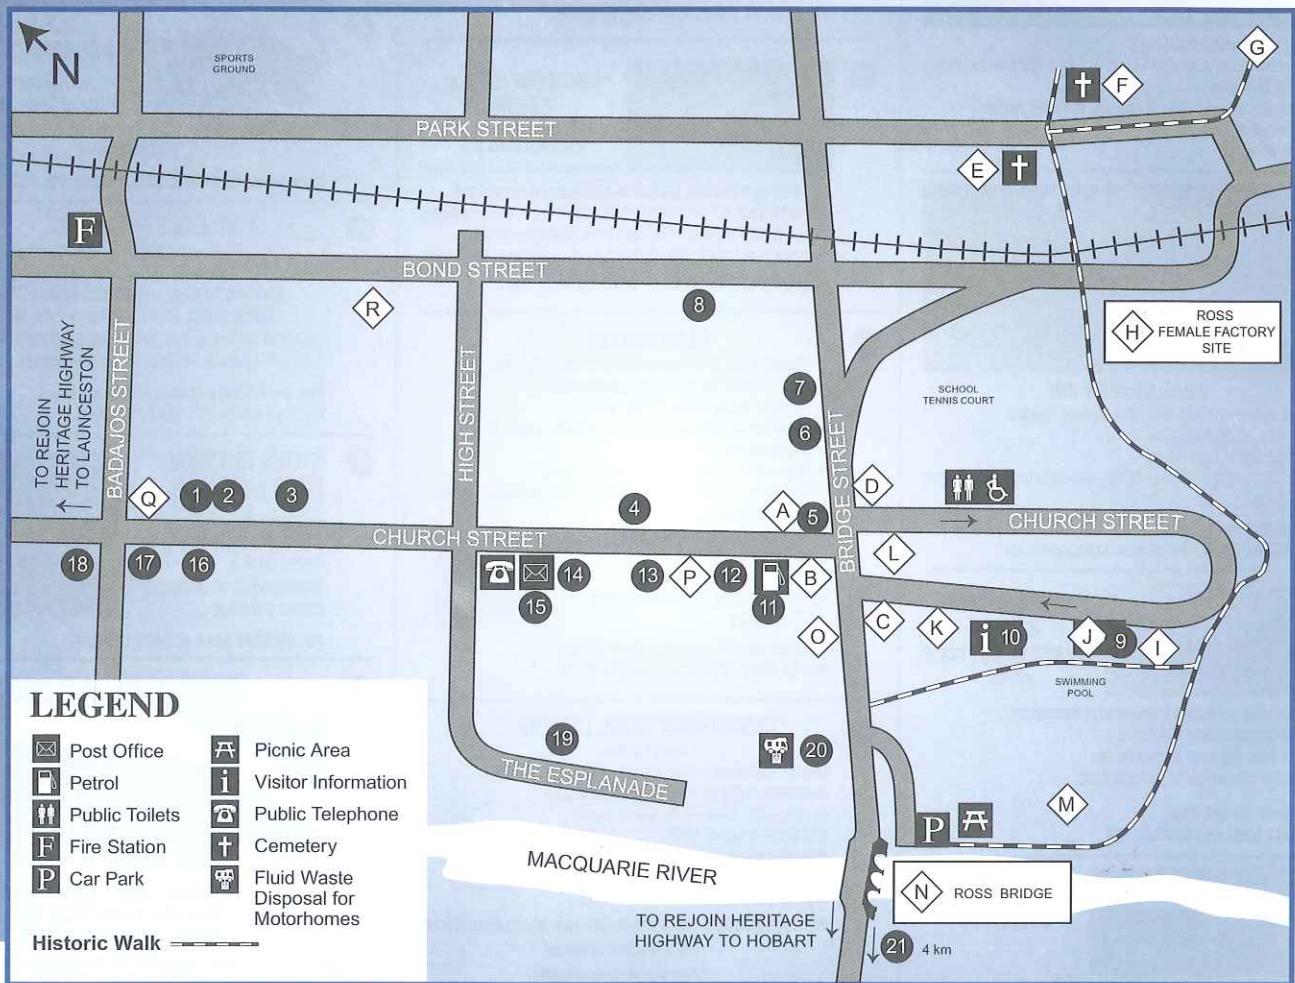 N
SPORTS
GROUND
G
F
PARK STREET
E
F
BOND STREET
R
8
H
ROSS
FEMALE FACTORY
SITE
TO REJOIN
HERITAGE HIGHWAY
TO LAUNCESTON
BADAJOS STREET
HIGH STREET
7
6
BRIDGE STREET
SCHOOL
TENNIS COURT
Q
1
2
3
4
A
5
D
CHURCH STREET
CHURCH STREET
18
17
16
14
15
13
P
12
11
B
L
O
C
K
i
10
J
9
I
SWIMMING
POOL
19
THE ESPLANADE
20
M
P
MACQUARIE RIVER
N
ROSS BRIDGE
TO REJOIN HERITAGE
HIGHWAY TO HOBART
21
4 km
LEGEND
Post Office
Petrol
Public Toilets
F Fire Station
P Car Park
Picnic Area
i Visitor Information
Public Telephone
Cemetery
Fluid Waste
Disposal for
Motorhomes
Historic Walk